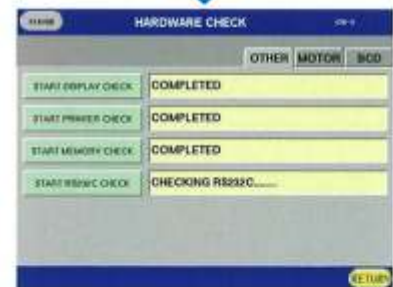 HARDWARE CHECK
OTHER MOTOR BCD
START DISPLAY CHECK COMPLETED
START PRINTER CHECK COMPLETED
START MEMORY CHECK COMPLETED
START RS232C CHECK CHECKING RS232C......
RETURN